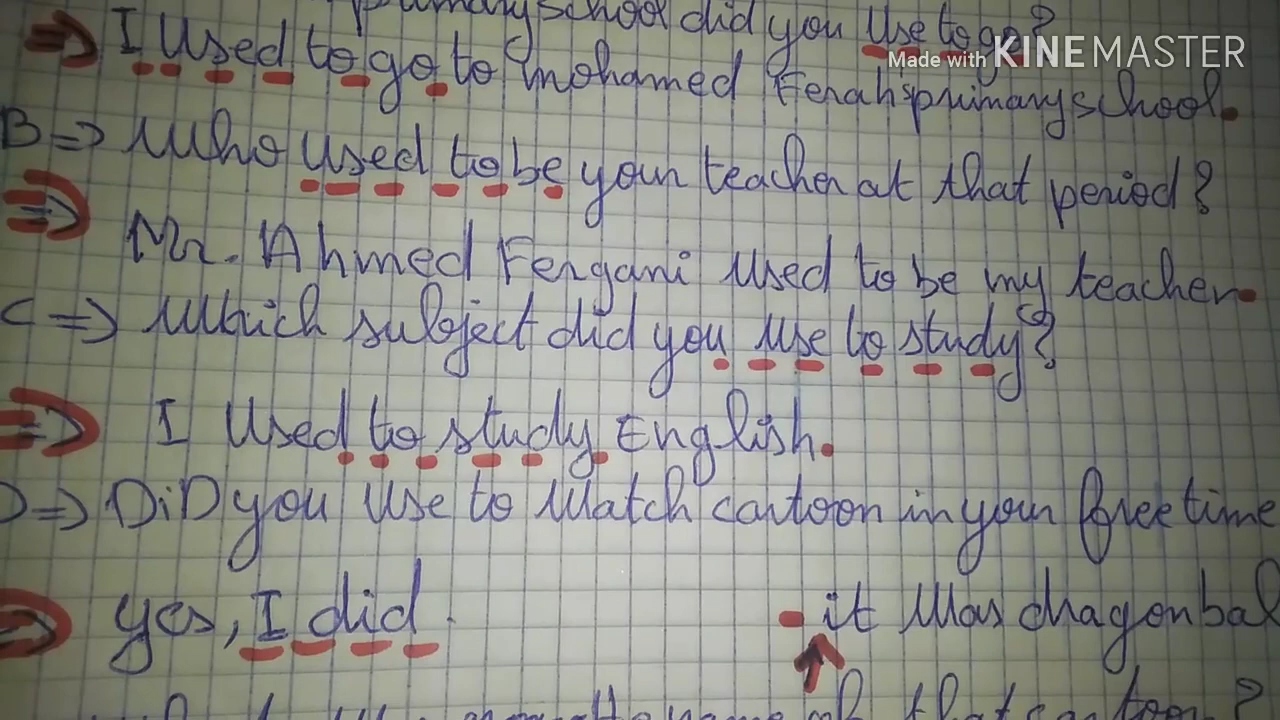 primary school did you use to go?
Made with KINEMASTER
⇒ I used to go to mohamed Ferah's primary school.
B ⇒ Who used to be your teacher at that period?
⇒ Mr. Ahmed Fergani used to be my teacher.
C ⇒ Which subject did you use to study?
⇒ I used to study English.
D ⇒ DiD you use to watch cartoon in your free time
⇒ yes, I did. - it was dragonbal
name of that cartoon?